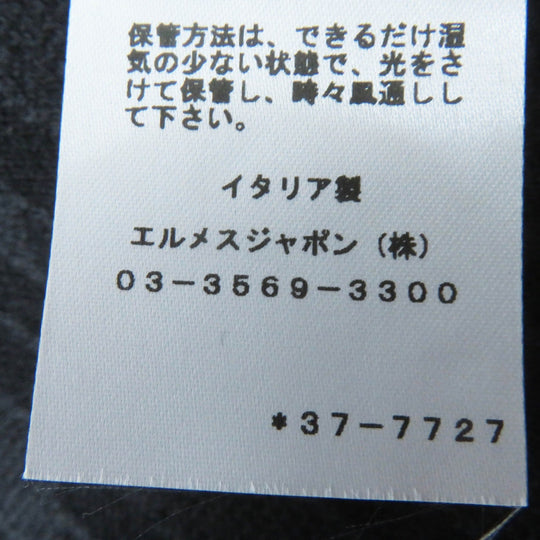 保管方法は、できるだけ湿
気の少ない状態で、光をさ
けて保管し、時々風通しし
て下さい。
イタリア製
エルメスジャポン（株）
０３－３５６９－３３００
＊３７－７７２７